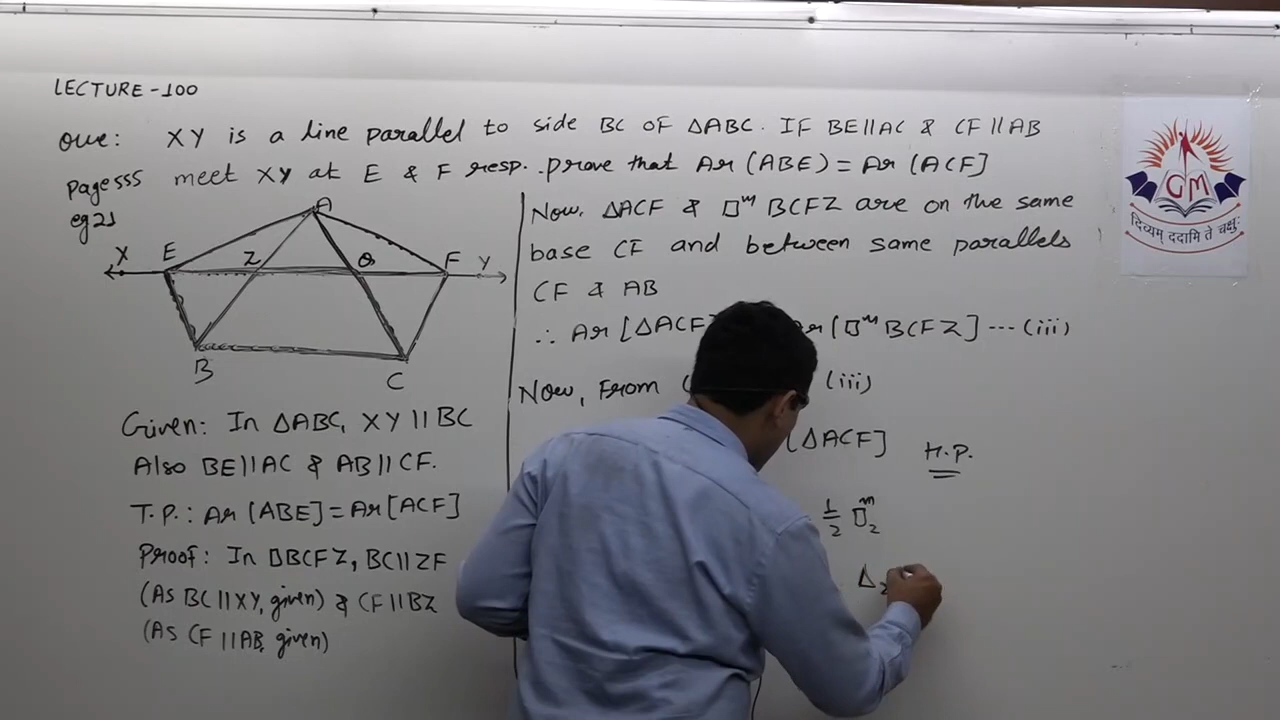 LECTURE-100
Que: XY is a line parallel to side BC OF ΔABC. IF BE||AC & CF||AB
Page 155 meet XY at E & F resp. prove that Ar(ABE) = Ar(ACF]
eg 21
A
X E Z Q F Y
B C
Given: In ΔABC, XY || BC
Also BE||AC & AB||CF.
T.P.: Ar[ABE] = Ar[ACF]
Proof: In □BCFZ, BC||ZF
(As BC||XY, given) & CF||BZ
(As CF||AB, given)
Now, ΔACF & □ᵐ BCFZ are on the same
base CF and between same parallels
CF & AB
∴ Ar[ΔACF [□ᵐ BCFZ] --- (iii)
Now, From (iii)
[ΔACF] H.P.
1/2 □ᵐ₂
Δ₂
GM
दिव्यम् ददामि ते चक्षुः